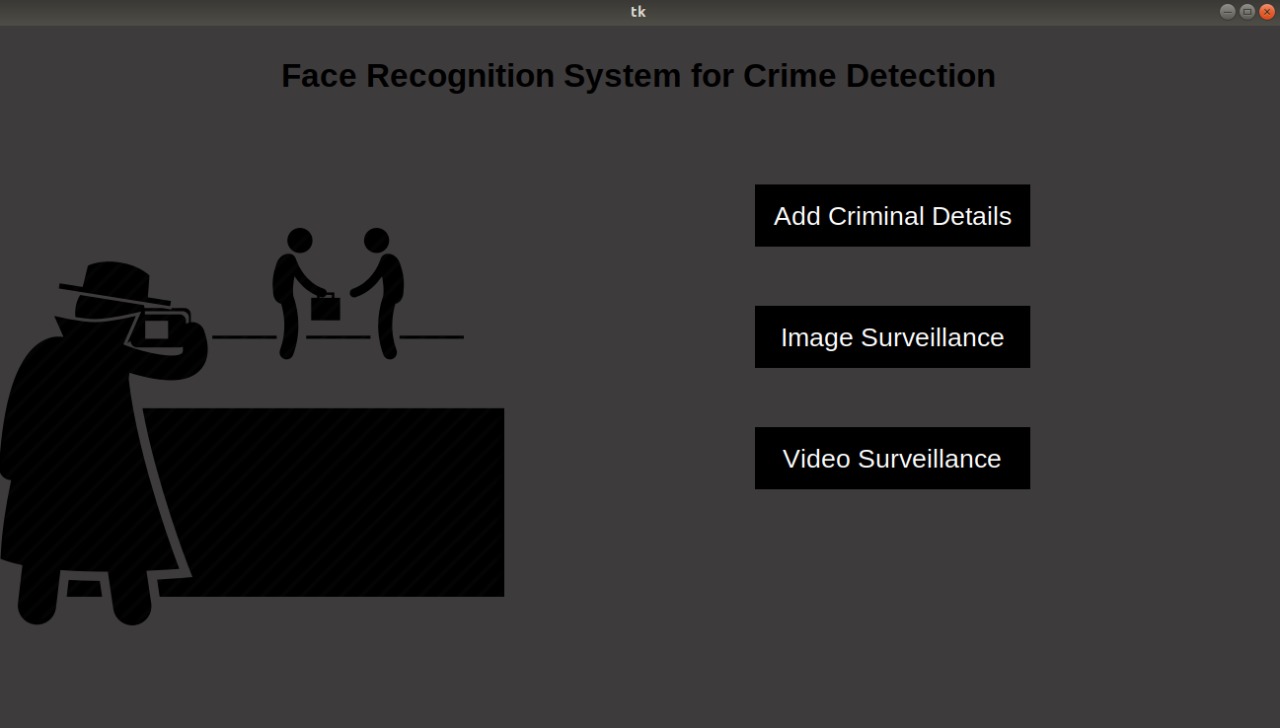 tk
Face Recognition System for Crime Detection
Add Criminal Details
Image Surveillance
Video Surveillance